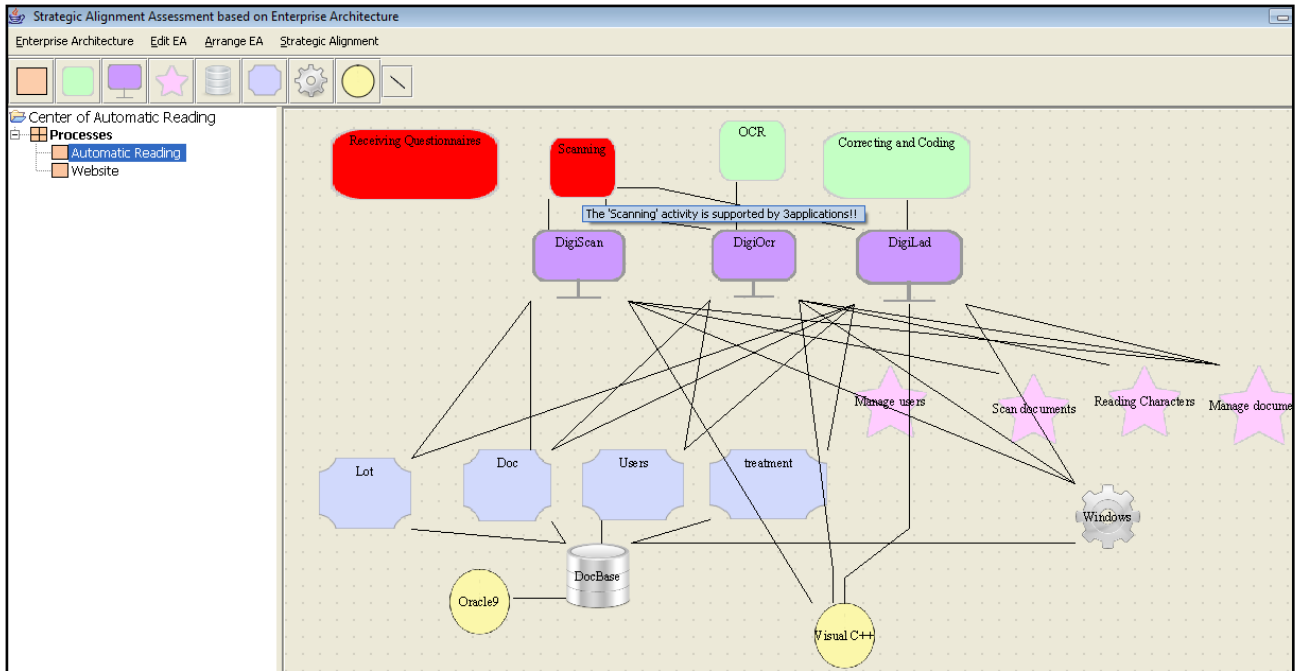 Strategic Alignment Assessment based on Enterprise Architecture
Enterprise Architecture Edit EA Arrange EA Strategic Alignment
Center of Automatic Reading
Processes
Automatic Reading
Website
Receiving Questionnaires
Scanning
OCR
Correcting and Coding
The 'Scanning' activity is supported by 3applications!!
DigiScan
DigiOcr
DigiLad
Manage users
Scan documents
Reading Characters
Manage docume
Lot
Doc
Users
treatment
Windows
DocBase
Oracle9
Visual C++